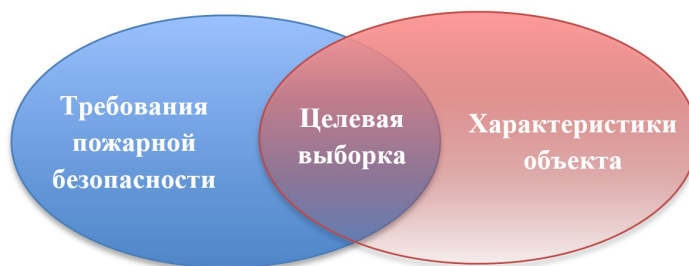 Требования
пожарной
безопасности
Целевая
выборка
Характеристики
объекта